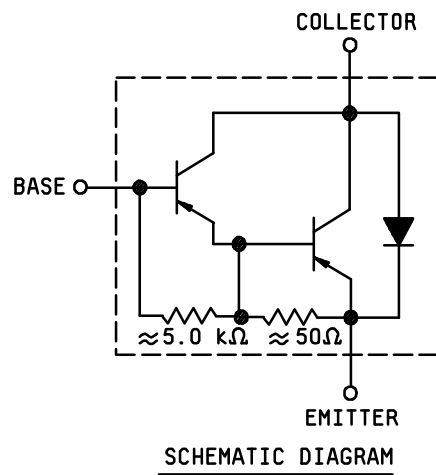 COLLECTOR
BASE
≈5.0 kΩ ≈50Ω
EMITTER
SCHEMATIC DIAGRAM